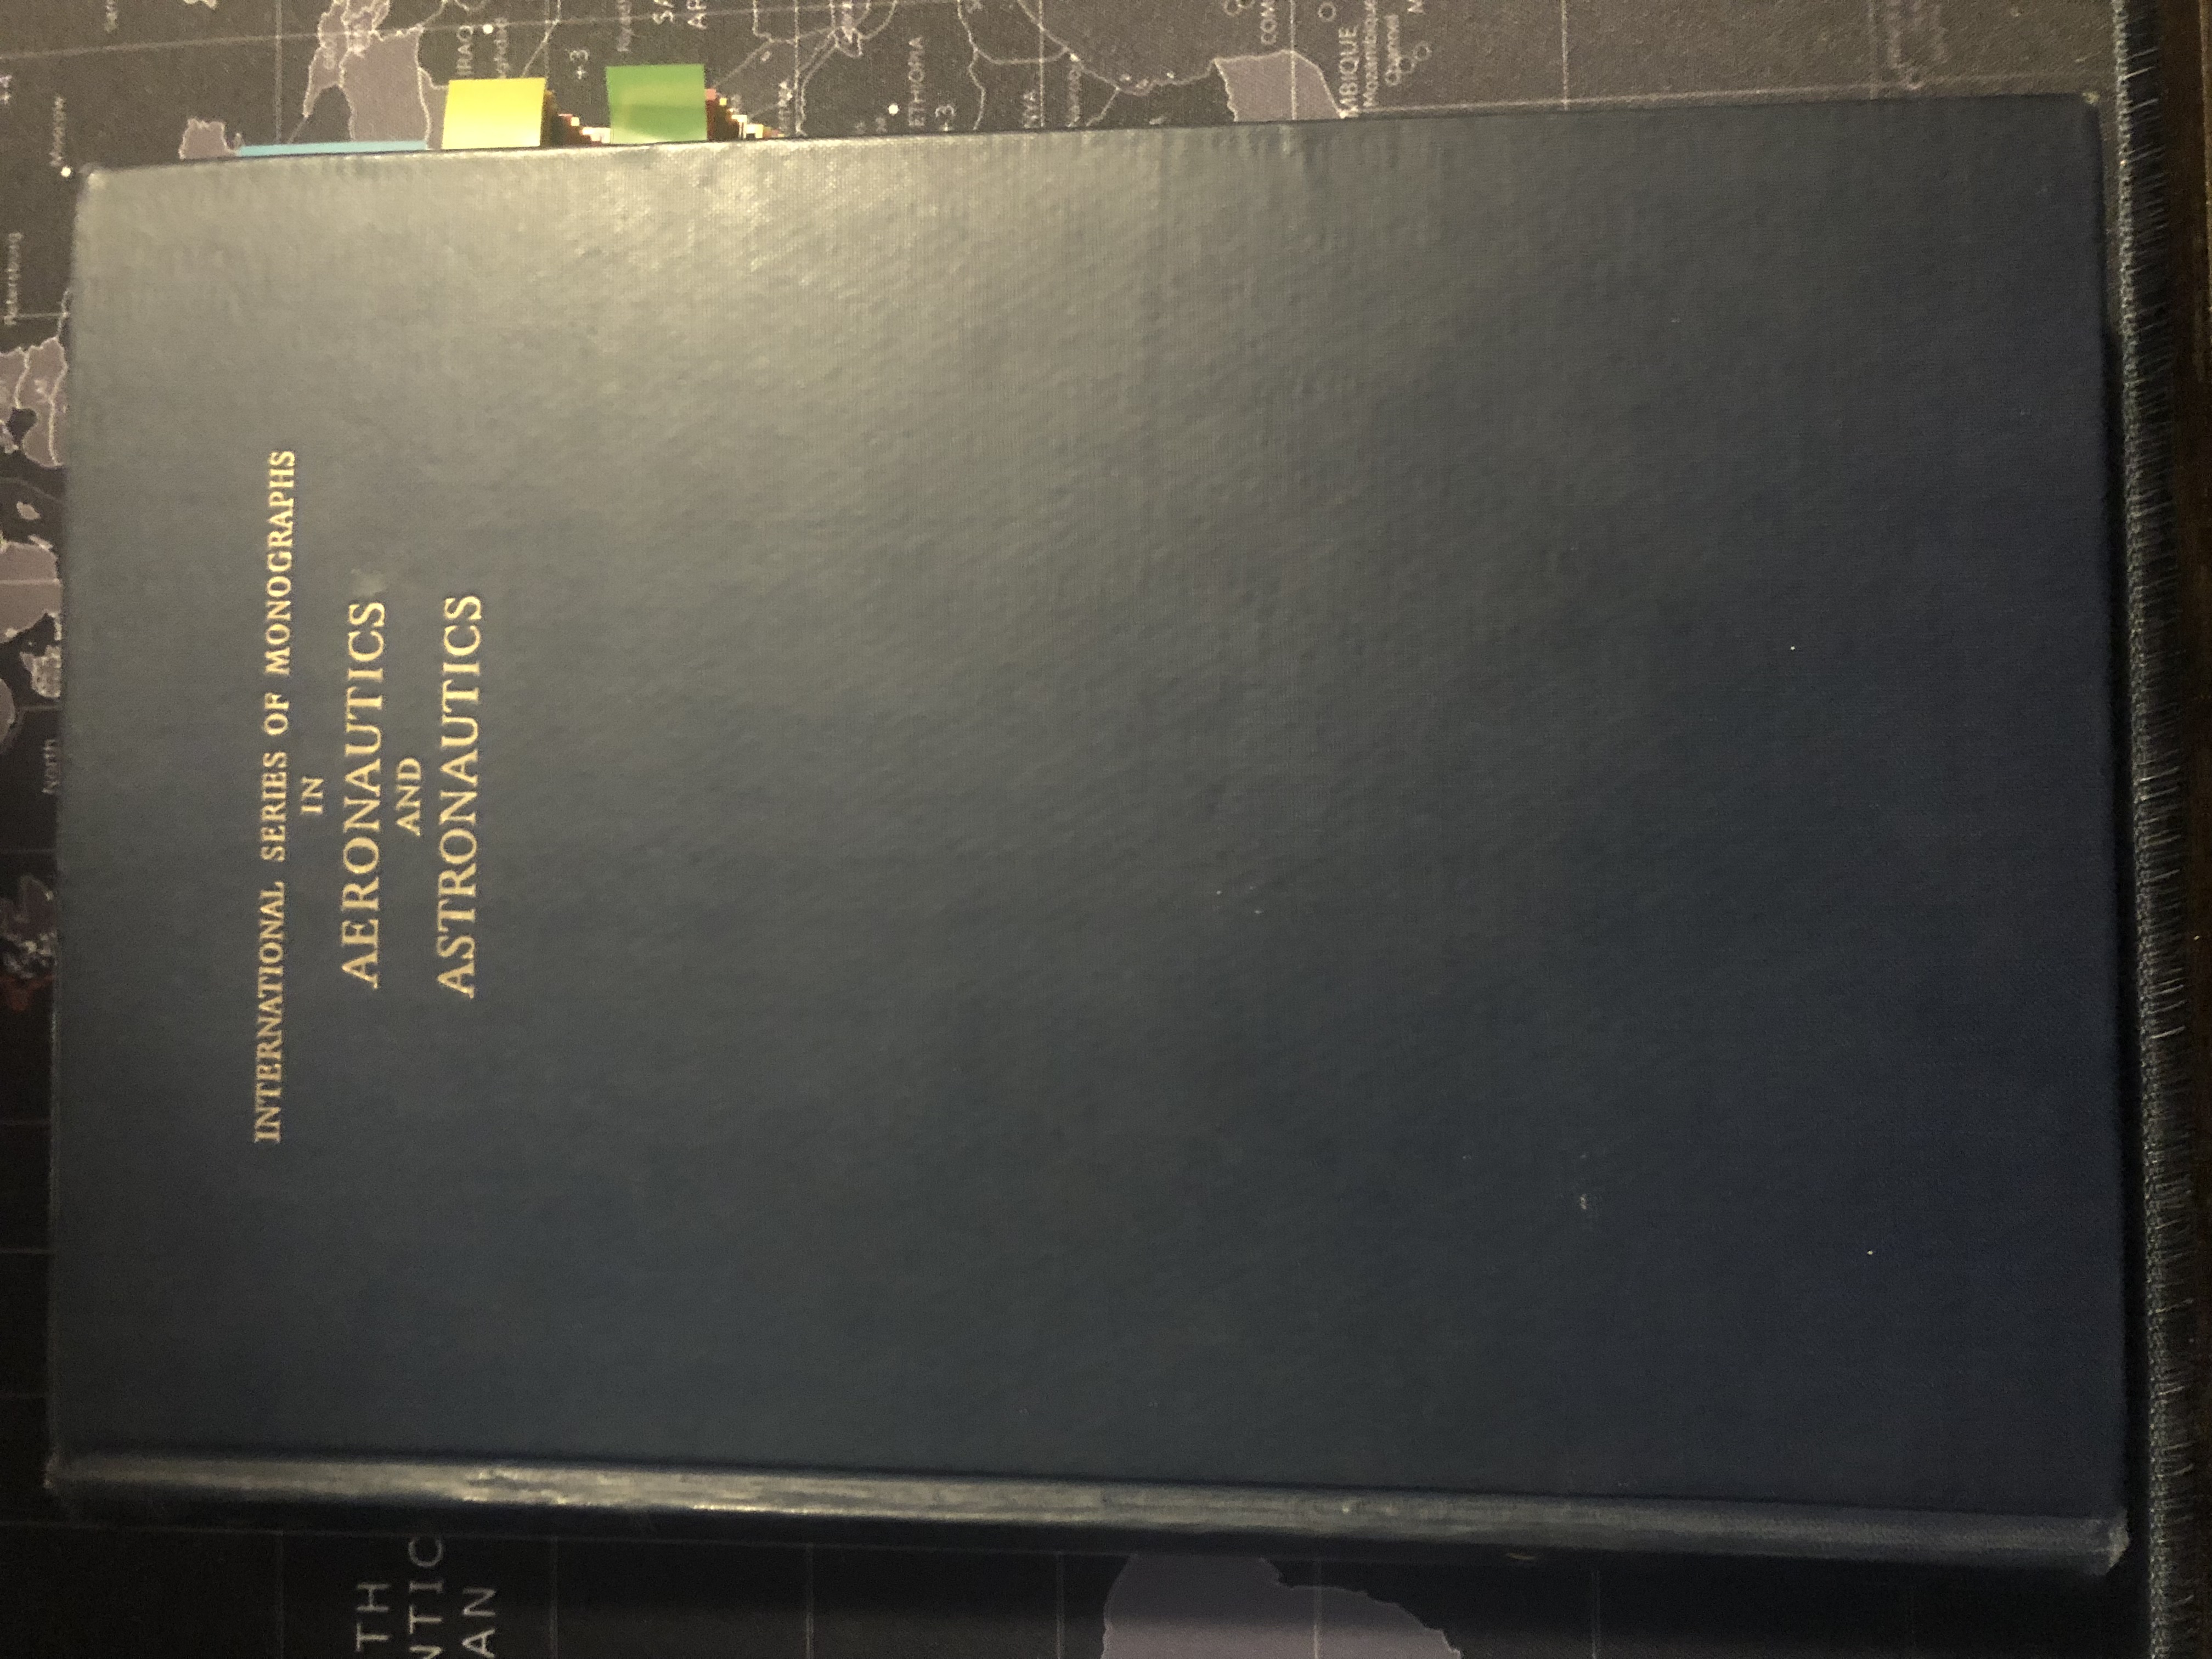 INTERNATIONAL SERIES OF MONOGRAPHS
IN
AERONAUTICS
AND
ASTRONAUTICS
North
Petersburg
Moscow
TH
NTIC
AN
IRAQ
aghdad
+3
Riyadh
SA
AR
ETHIOPIA
+3
NYA
Nairobi
COM
MBIQUE
Mozambique
Channel
M